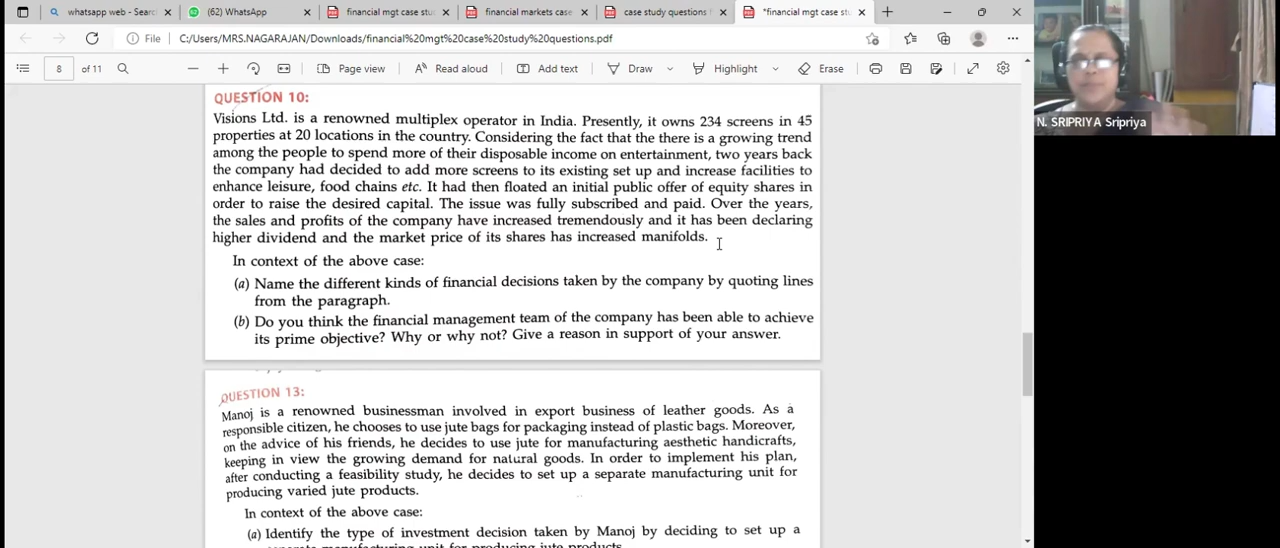 whatsapp web - Searc
(62) WhatsApp
financial mgt case stu
financial markets case
case study questions f
*financial mgt case stu
File
C:/Users/MRS.NAGARAJAN/Downloads/financial%20mgt%20case%20study%20questions.pdf
8 of 11
Page view
Read aloud
Add text
Draw
Highlight
Erase
N. SRIPRIYA Sripriya
QUESTION 10:
Visions Ltd. is a renowned multiplex operator in India. Presently, it owns 234 screens in 45
properties at 20 locations in the country. Considering the fact that the there is a growing trend
among the people to spend more of their disposable income on entertainment, two years back
the company had decided to add more screens to its existing set up and increase facilities to
enhance leisure, food chains etc. It had then floated an initial public offer of equity shares in
order to raise the desired capital. The issue was fully subscribed and paid. Over the years,
the sales and profits of the company have increased tremendously and it has been declaring
higher dividend and the market price of its shares has increased manifolds.
In context of the above case:
(a) Name the different kinds of financial decisions taken by the company by quoting lines
from the paragraph.
(b) Do you think the financial management team of the company has been able to achieve
its prime objective? Why or why not? Give a reason in support of your answer.
QUESTION 13:
Manoj is a renowned businessman involved in export business of leather goods. As a
responsible citizen, he chooses to use jute bags for packaging instead of plastic bags. Moreover,
on the advice of his friends, he decides to use jute for manufacturing aesthetic handicrafts,
keeping in view the growing demand for natural goods. In order to implement his plan,
after conducting a feasibility study, he decides to set up a separate manufacturing unit for
producing varied jute products.
In context of the above case:
(a) Identify the type of investment decision taken by Manoj by deciding to set up a
separate manufacturing unit for producing jute products.